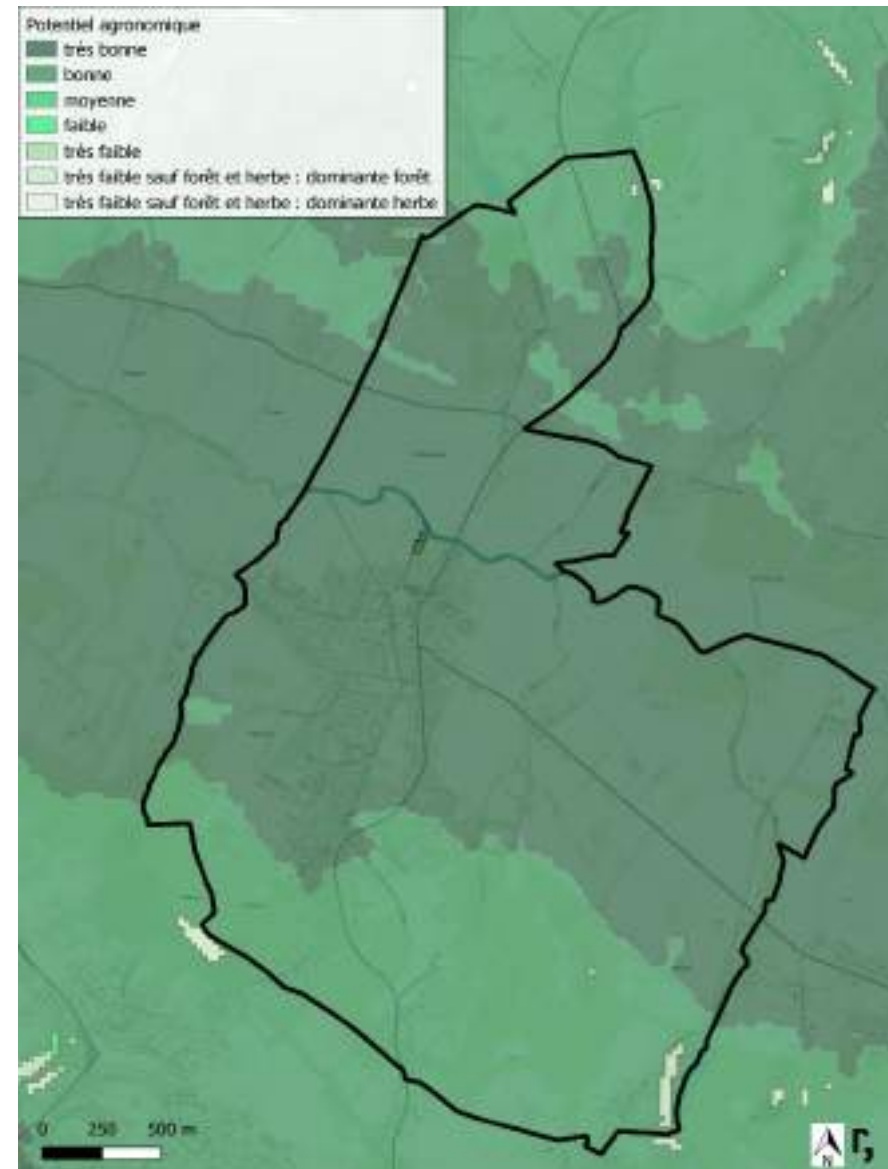 Potentiel agronomique
très bonne
bonne
moyenne
faible
très faible
très faible sauf forêt et herbe : dominante forêt
très faible sauf forêt et herbe : dominante herbe
0 250 500 m
N